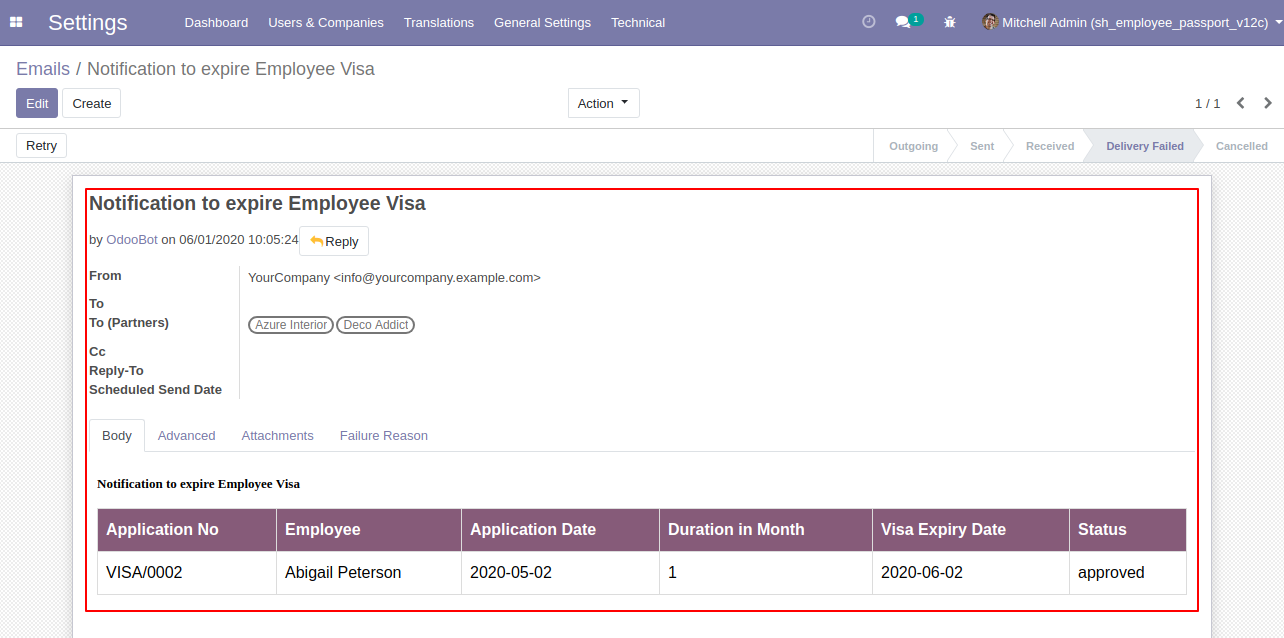 Settings Dashboard Users & Companies Translations General Settings Technical 1 Mitchell Admin (sh_employee_passport_v12c)
Emails / Notification to expire Employee Visa
Edit Create Action 1 / 1
Retry Outgoing Sent Received Delivery Failed Cancelled
Notification to expire Employee Visa
by OdooBot on 06/01/2020 10:05:24 Reply
From YourCompany <info@yourcompany.example.com>
To
To (Partners) Azure Interior Deco Addict
Cc
Reply-To
Scheduled Send Date
Body Advanced Attachments Failure Reason
Notification to expire Employee Visa
Application No Employee Application Date Duration in Month Visa Expiry Date Status
VISA/0002 Abigail Peterson 2020-05-02 1 2020-06-02 approved